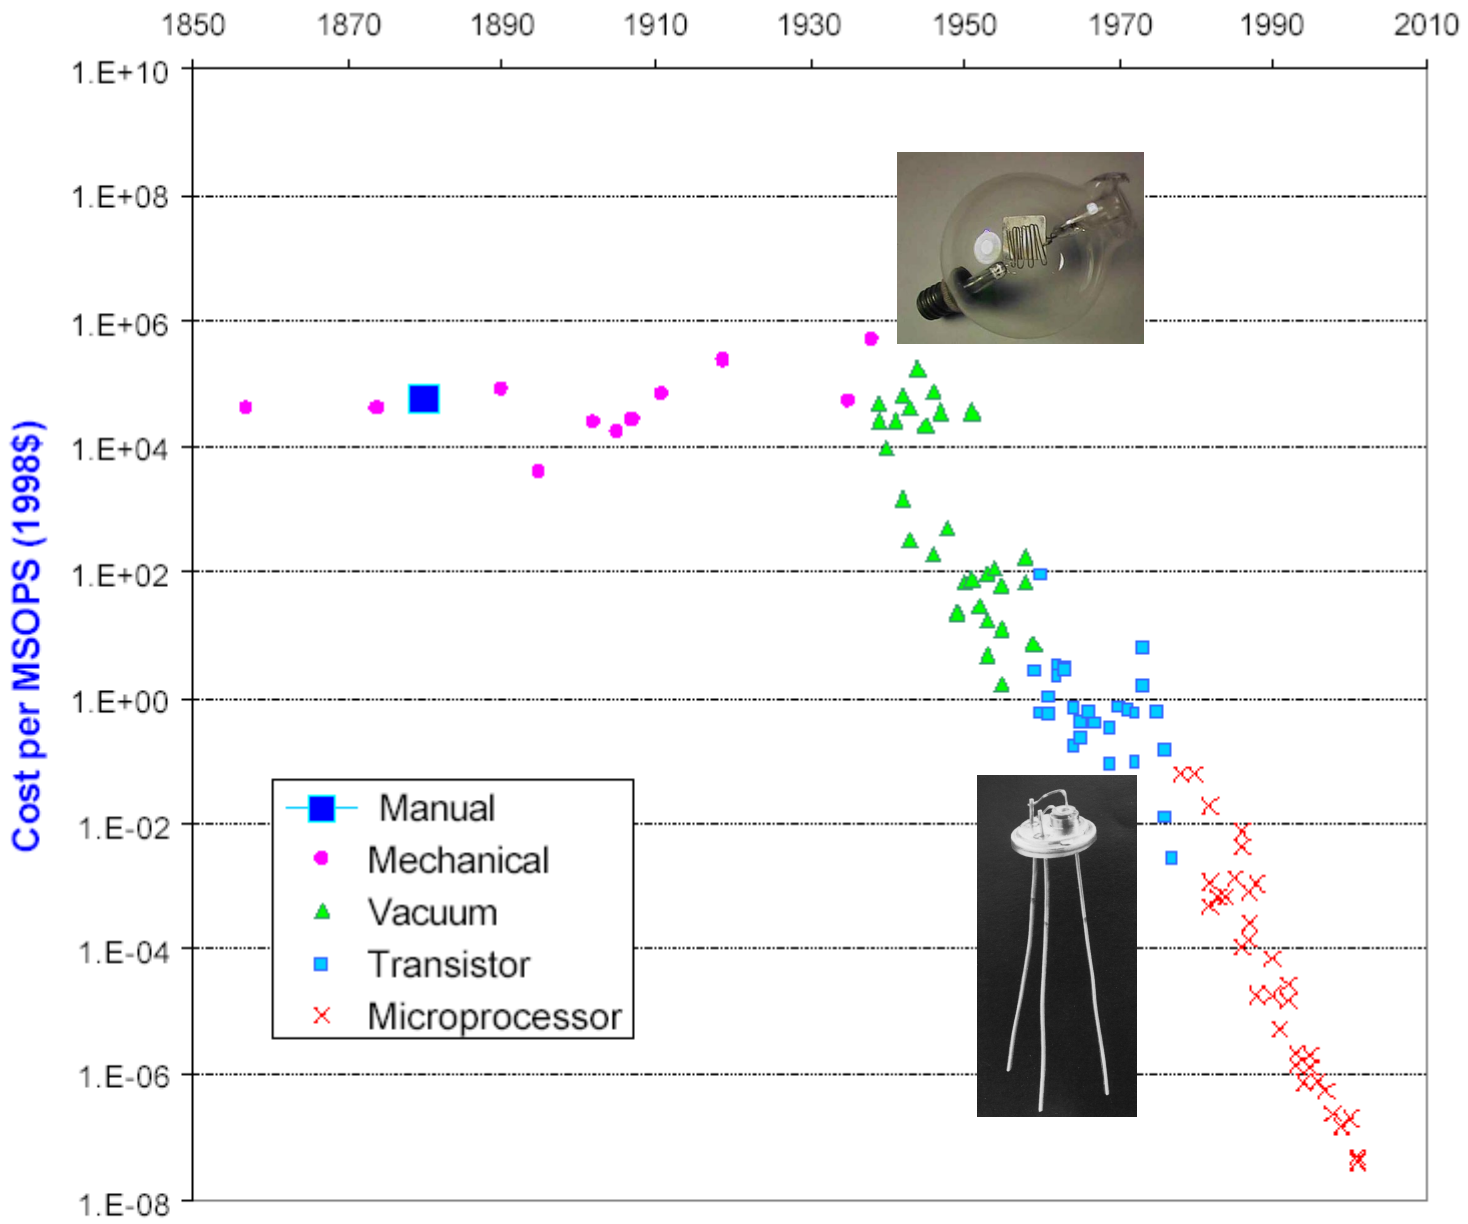 1850 1870 1890 1910 1930 1950 1970 1990 2010
1.E+10
1.E+08
1.E+06
1.E+04
1.E+02
1.E+00
1.E-02
1.E-04
1.E-06
1.E-08
Cost per MSOPS (1998$)
Manual
Mechanical
Vacuum
Transistor
Microprocessor